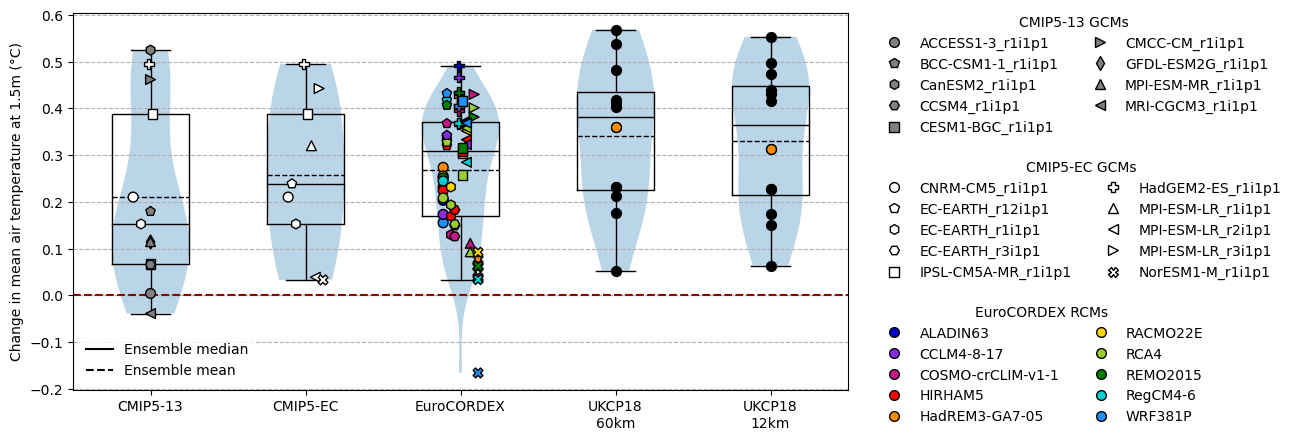 Change in mean air temperature at 1.5m (°C)
0.6
0.5
0.4
0.3
0.2
0.1
0.0
−0.1
−0.2
Ensemble median
Ensemble mean
CMIP5-13
CMIP5-EC
EuroCORDEX
UKCP18
60km
UKCP18
12km
CMIP5-13 GCMs
ACCESS1-3_r1i1p1
BCC-CSM1-1_r1i1p1
CanESM2_r1i1p1
CCSM4_r1i1p1
CESM1-BGC_r1i1p1
CMCC-CM_r1i1p1
GFDL-ESM2G_r1i1p1
MPI-ESM-MR_r1i1p1
MRI-CGCM3_r1i1p1
CMIP5-EC GCMs
CNRM-CM5_r1i1p1
EC-EARTH_r12i1p1
EC-EARTH_r1i1p1
EC-EARTH_r3i1p1
IPSL-CM5A-MR_r1i1p1
HadGEM2-ES_r1i1p1
MPI-ESM-LR_r1i1p1
MPI-ESM-LR_r2i1p1
MPI-ESM-LR_r3i1p1
NorESM1-M_r1i1p1
EuroCORDEX RCMs
ALADIN63
CCLM4-8-17
COSMO-crCLIM-v1-1
HIRHAM5
HadREM3-GA7-05
RACMO22E
RCA4
REMO2015
RegCM4-6
WRF381P